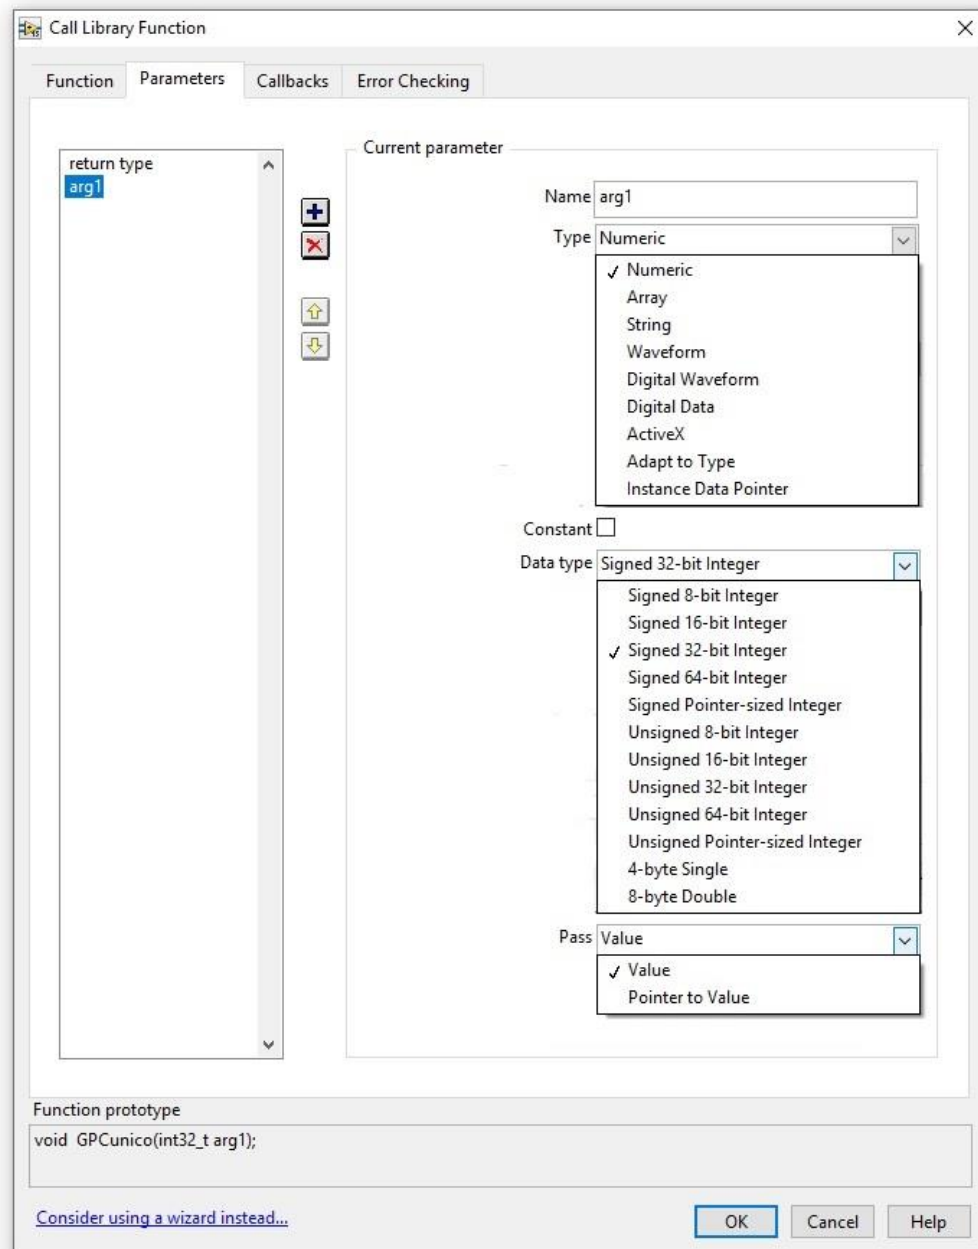 Call Library Function
Function Parameters Callbacks Error Checking
return type
arg1
Current parameter
Name arg1
Type Numeric
Numeric
Array
String
Waveform
Digital Waveform
Digital Data
ActiveX
Adapt to Type
Instance Data Pointer
Constant
Data type Signed 32-bit Integer
Signed 8-bit Integer
Signed 16-bit Integer
Signed 32-bit Integer
Signed 64-bit Integer
Signed Pointer-sized Integer
Unsigned 8-bit Integer
Unsigned 16-bit Integer
Unsigned 32-bit Integer
Unsigned 64-bit Integer
Unsigned Pointer-sized Integer
4-byte Single
8-byte Double
Pass Value
Value
Pointer to Value
Function prototype
void GPCunico(int32_t arg1);
Consider using a wizard instead...
OK Cancel Help